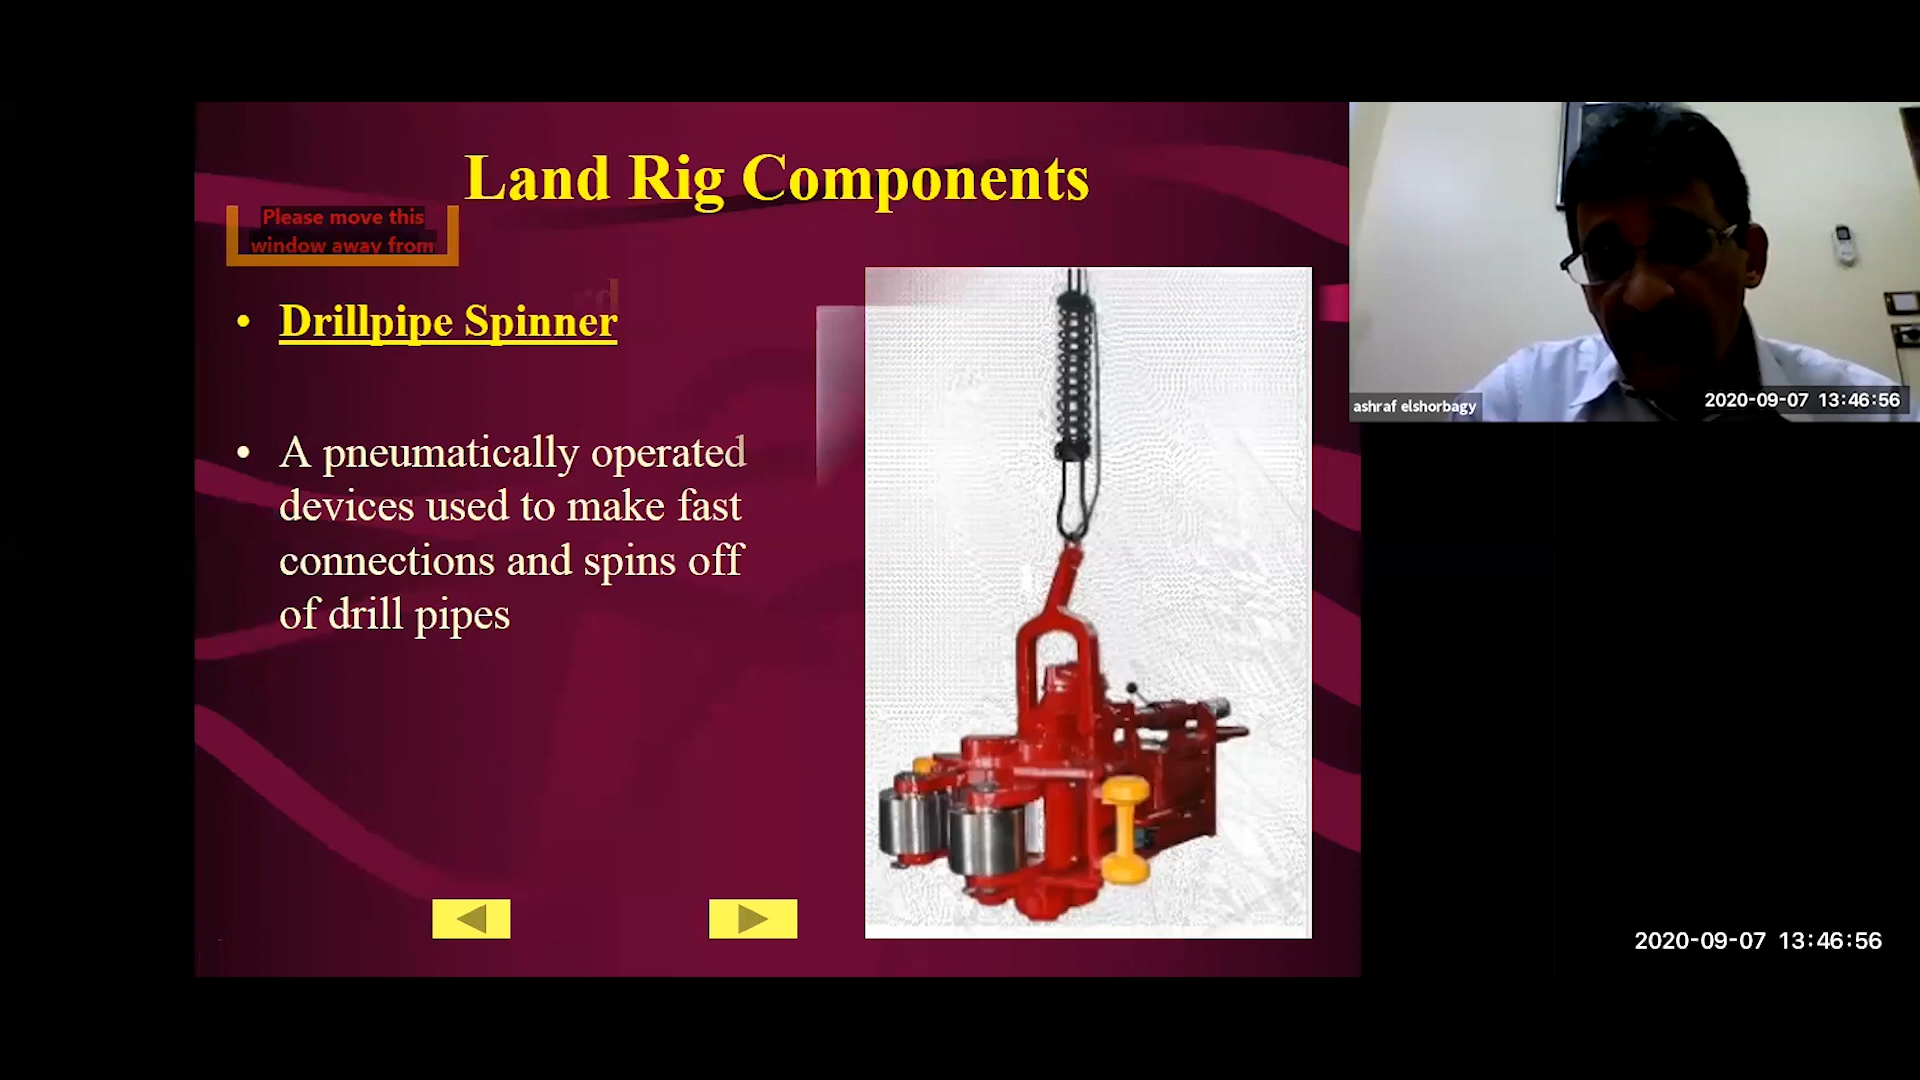 Land Rig Components
Please move this
window away from
• Drillpipe Spinner
• A pneumatically operated
devices used to make fast
connections and spins off
of drill pipes
ashraf elshorbagy
2020-09-07 13:46:56
2020-09-07 13:46:56